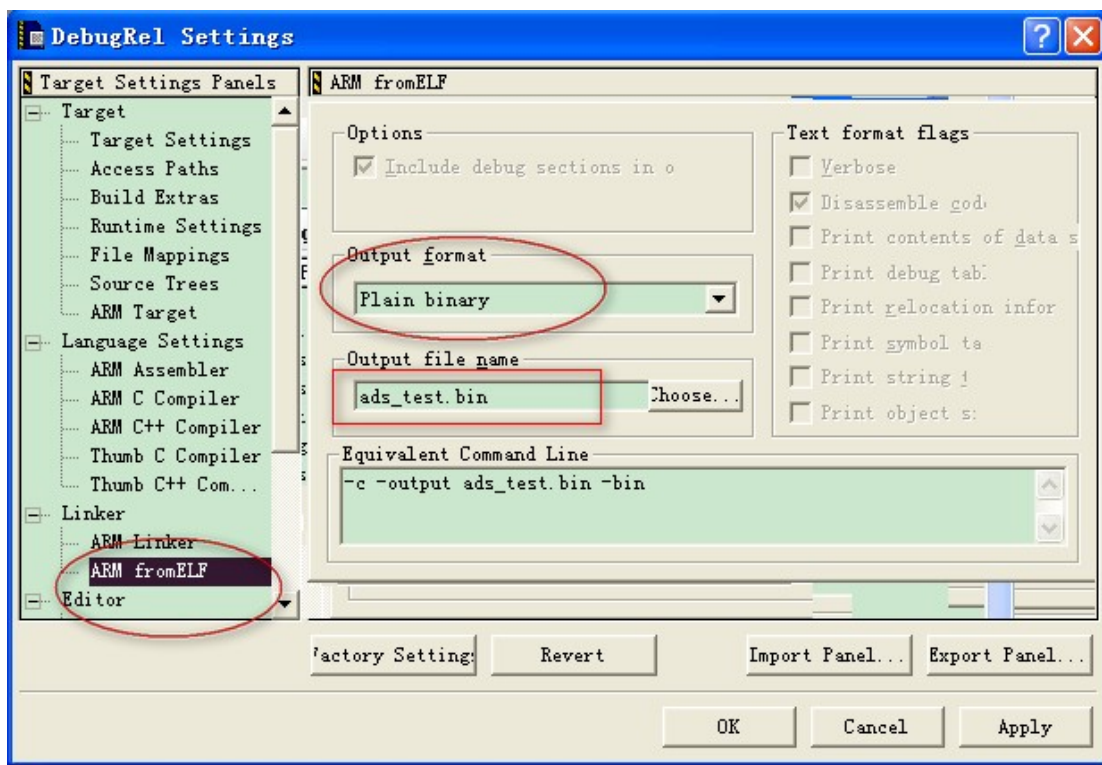 DebugRel Settings
Target Settings Panels
Target
Target Settings
Access Paths
Build Extras
Runtime Settings
File Mappings
Source Trees
ARM Target
Language Settings
ARM Assembler
ARM C Compiler
ARM C++ Compiler
Thumb C Compiler
Thumb C++ Com...
Linker
ARM Linker
ARM fromELF
Editor
ARM fromELF
Options
Include debug sections in o
Output format
Plain binary
Output file name
ads_test.bin
Choose...
Text format flags
Verbose
Disassemble cod
Print contents of data s
Print debug tab
Print relocation infor
Print symbol ta
Print string
Print object s
Equivalent Command Line
-c -output ads_test.bin -bin
actory Setting
Revert
Import Panel...
Export Panel...
OK
Cancel
Apply